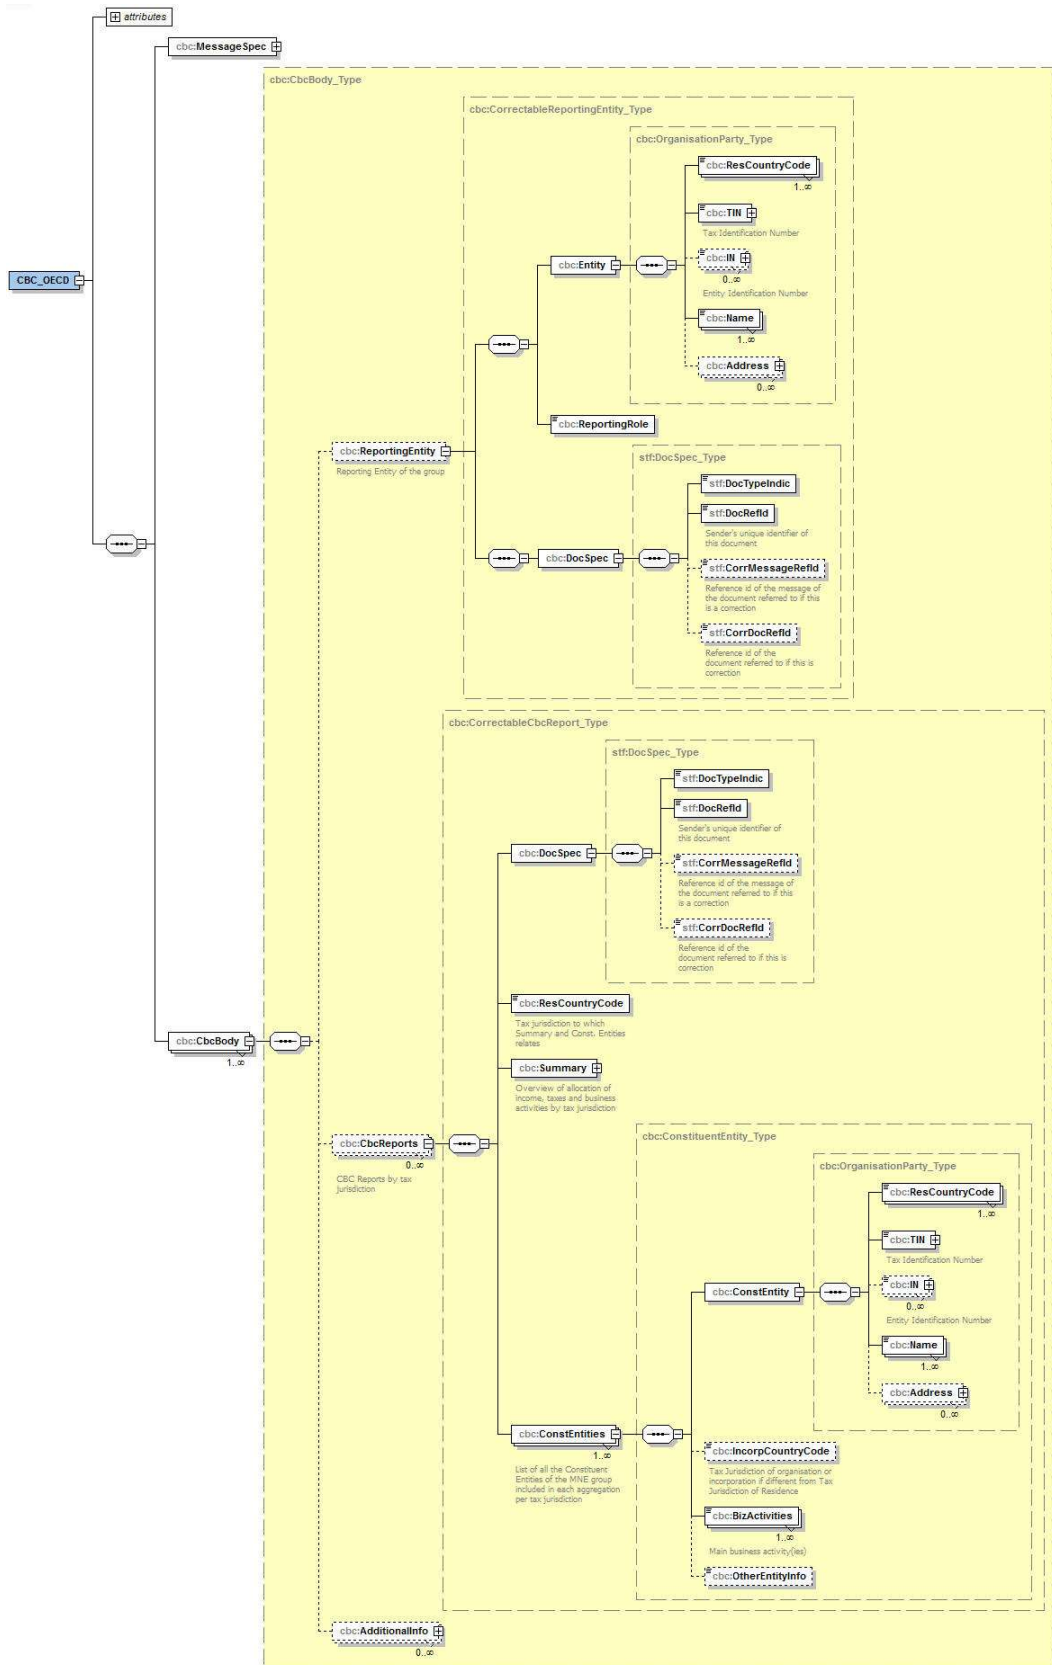 attributes
cbc:MessageSpec
cbc:CbcBody_Type
cbc:CorrectableReportingEntity_Type
cbc:OrganisationParty_Type
cbc:ResCountryCode
1..∞
cbc:TIN
Tax Identification Number
cbc:IN
0..∞
Entity Identification Number
cbc:Entity
CBC_OECD
cbc:Name
1..∞
cbc:Address
0..∞
cbc:ReportingRole
cbc:ReportingEntity
Reporting Entity of the group
stf:DocSpec_Type
stf:DocTypeIndic
stf:DocRefId
Sender's unique identifier of
this document
cbc:DocSpec
stf:CorrMessageRefId
Reference id of the message of
the document referred to if this
is a correction
stf:CorrDocRefId
Reference id of the
document referred to if this is
correction
cbc:CorrectableCbcReport_Type
stf:DocSpec_Type
stf:DocTypeIndic
stf:DocRefId
Sender's unique identifier of
this document
cbc:DocSpec
stf:CorrMessageRefId
Reference id of the message of
the document referred to if this
is a correction
stf:CorrDocRefId
Reference id of the
document referred to if this is
correction
cbc:ResCountryCode
Tax jurisdiction to which
Summary and Const. Entities
relates
cbc:CbcBody
1..∞
cbc:Summary
Overview of allocation of
income, taxes and business
activities by tax jurisdiction
cbc:CbcReports
0..∞
CBC Reports by tax
jurisdiction
cbc:ConstituentEntity_Type
cbc:OrganisationParty_Type
cbc:ResCountryCode
1..∞
cbc:TIN
Tax Identification Number
cbc:IN
0..∞
Entity Identification Number
cbc:ConstEntity
cbc:Name
1..∞
cbc:Address
0..∞
cbc:ConstEntities
1..∞
List of all the Constituent
Entities of the MNE group
included in each aggregation
per tax jurisdiction
cbc:IncorpCountryCode
Tax Jurisdiction of organisation or
incorporation if different from Tax
Jurisdiction of Residence
cbc:BizActivities
1..∞
Main business activity(ies)
cbc:OtherEntityInfo
cbc:AdditionalInfo
0..∞